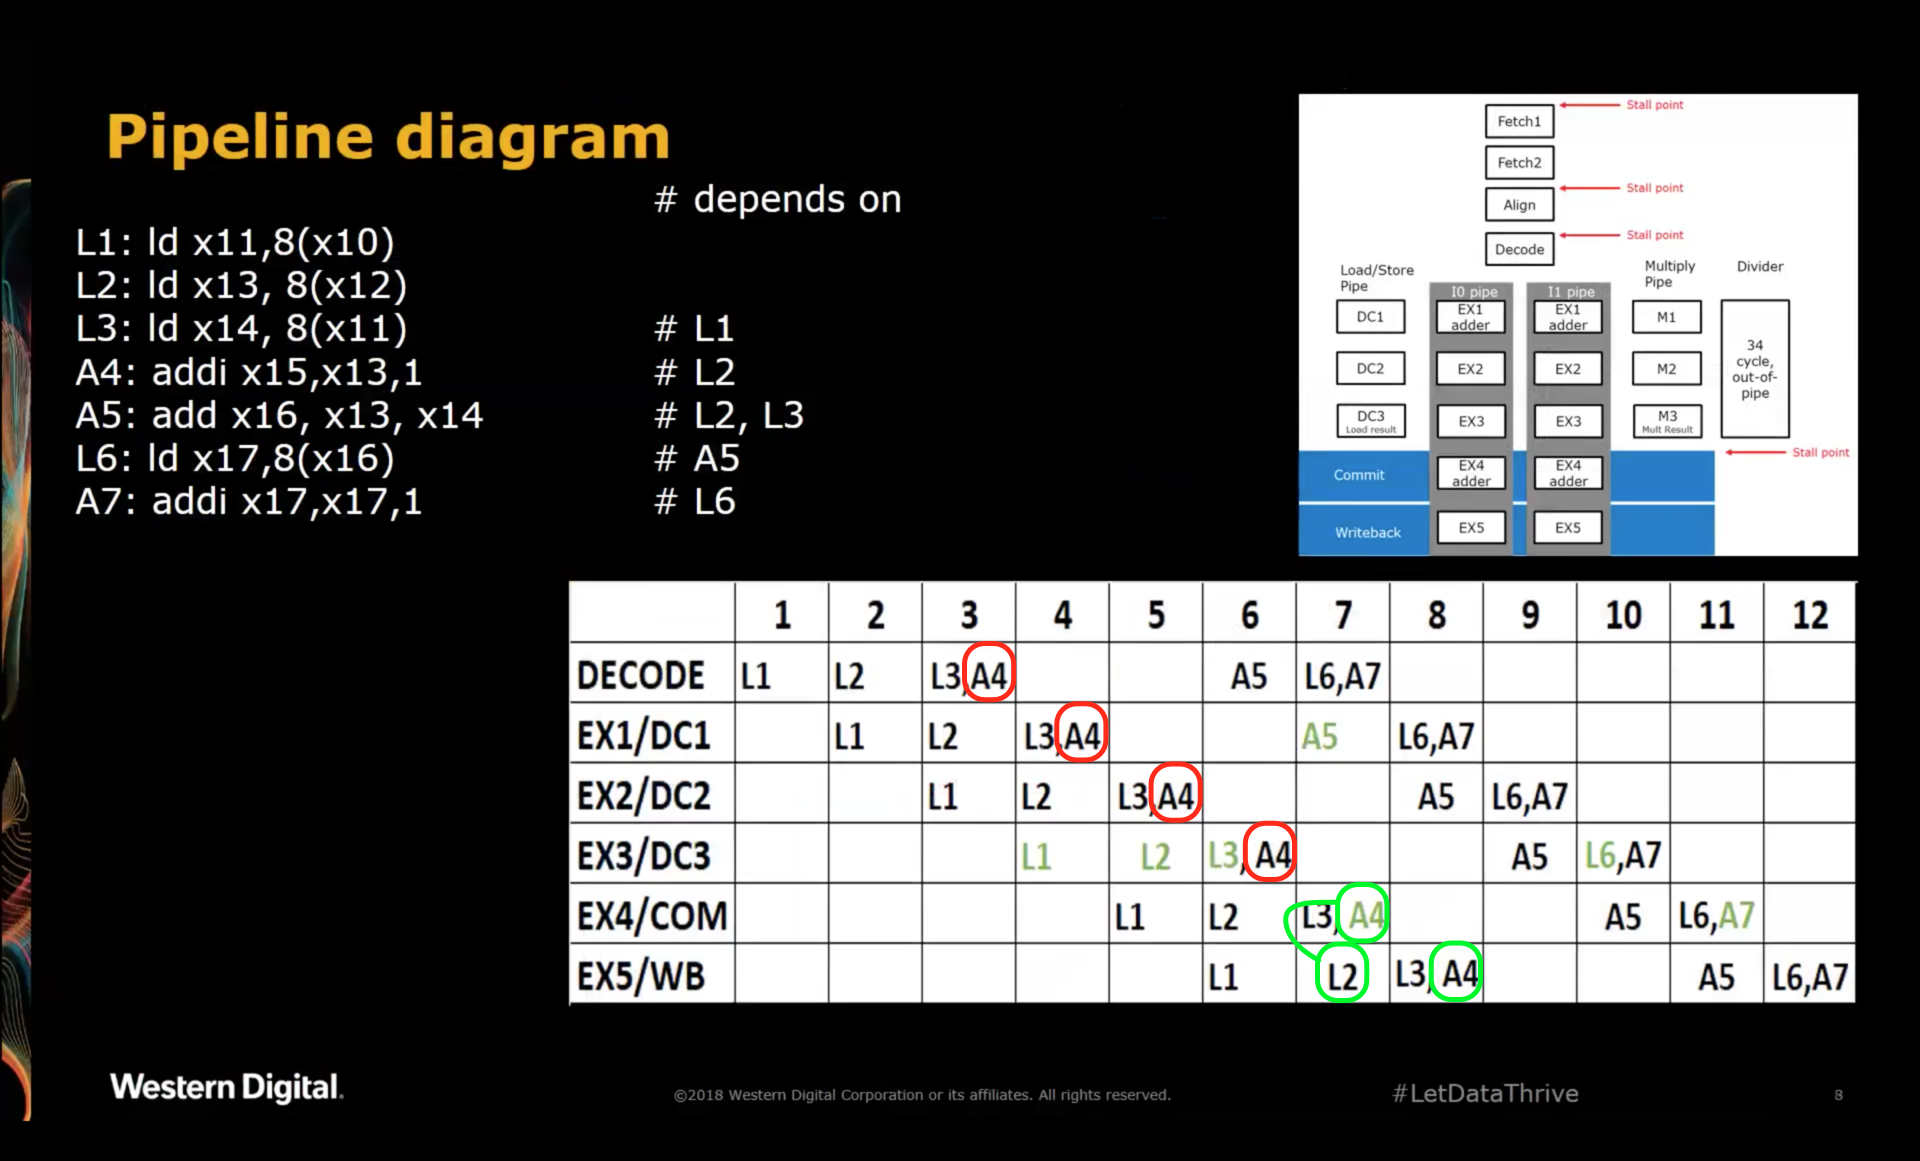 Pipeline diagram
# depends on
L1: ld x11,8(x10)
L2: ld x13, 8(x12)
L3: ld x14, 8(x11) # L1
A4: addi x15,x13,1 # L2
A5: add x16, x13, x14 # L2, L3
L6: ld x17,8(x16) # A5
A7: addi x17,x17,1 # L6
Fetch1 Stall point
Fetch2
Align Stall point
Decode Stall point
Load/Store Pipe
I0 pipe
I1 pipe
Multiply Pipe
Divider
DC1 EX1 adder EX1 adder M1
DC2 EX2 EX2 M2
34 cycle, out-of-pipe
DC3 Load result EX3 EX3 M3 Mult Result
Stall point
Commit EX4 adder EX4 adder
Writeback EX5 EX5
1 2 3 4 5 6 7 8 9 10 11 12
DECODE L1 L2 L3,A4 A5 L6,A7
EX1/DC1 L1 L2 L3,A4 A5 L6,A7
EX2/DC2 L1 L2 L3,A4 A5 L6,A7
EX3/DC3 L1 L2 L3, A4 A5 L6,A7
EX4/COM L1 L2 L3, A4 A5 L6,A7
EX5/WB L1 L2 L3, A4 A5 L6,A7
Western Digital.
©2018 Western Digital Corporation or its affiliates. All rights reserved.
#LetDataThrive
8